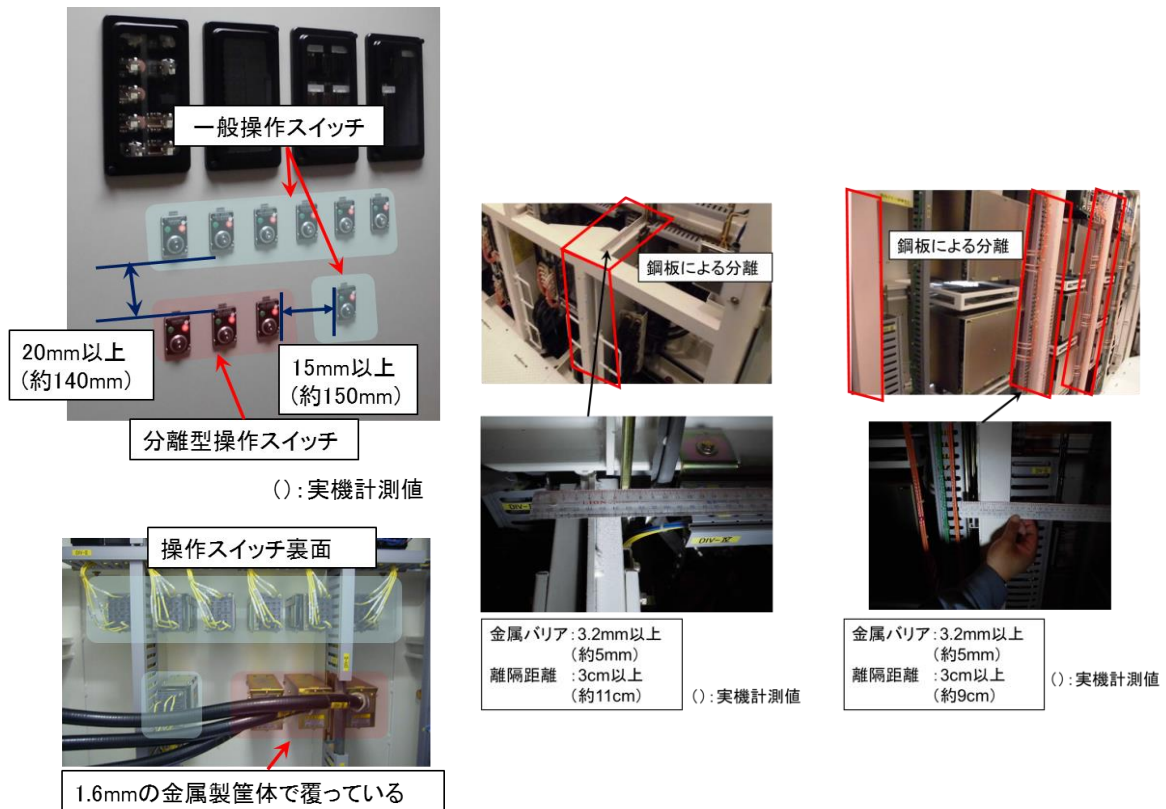 一般操作スイッチ
20mm以上
(約140mm)
15mm以上
(約150mm)
分離型操作スイッチ
():実機計測値
操作スイッチ裏面
1.6mmの金属製筐体で覆っている
鋼板による分離
DIV-
DIV-Ⅳ
金属バリア:3.2mm以上
(約5mm)
離隔距離 :3cm以上
(約11cm)
():実機計測値
鋼板による分離
金属バリア:3.2mm以上
(約5mm)
離隔距離 :3cm以上
(約9cm)
():実機計測値